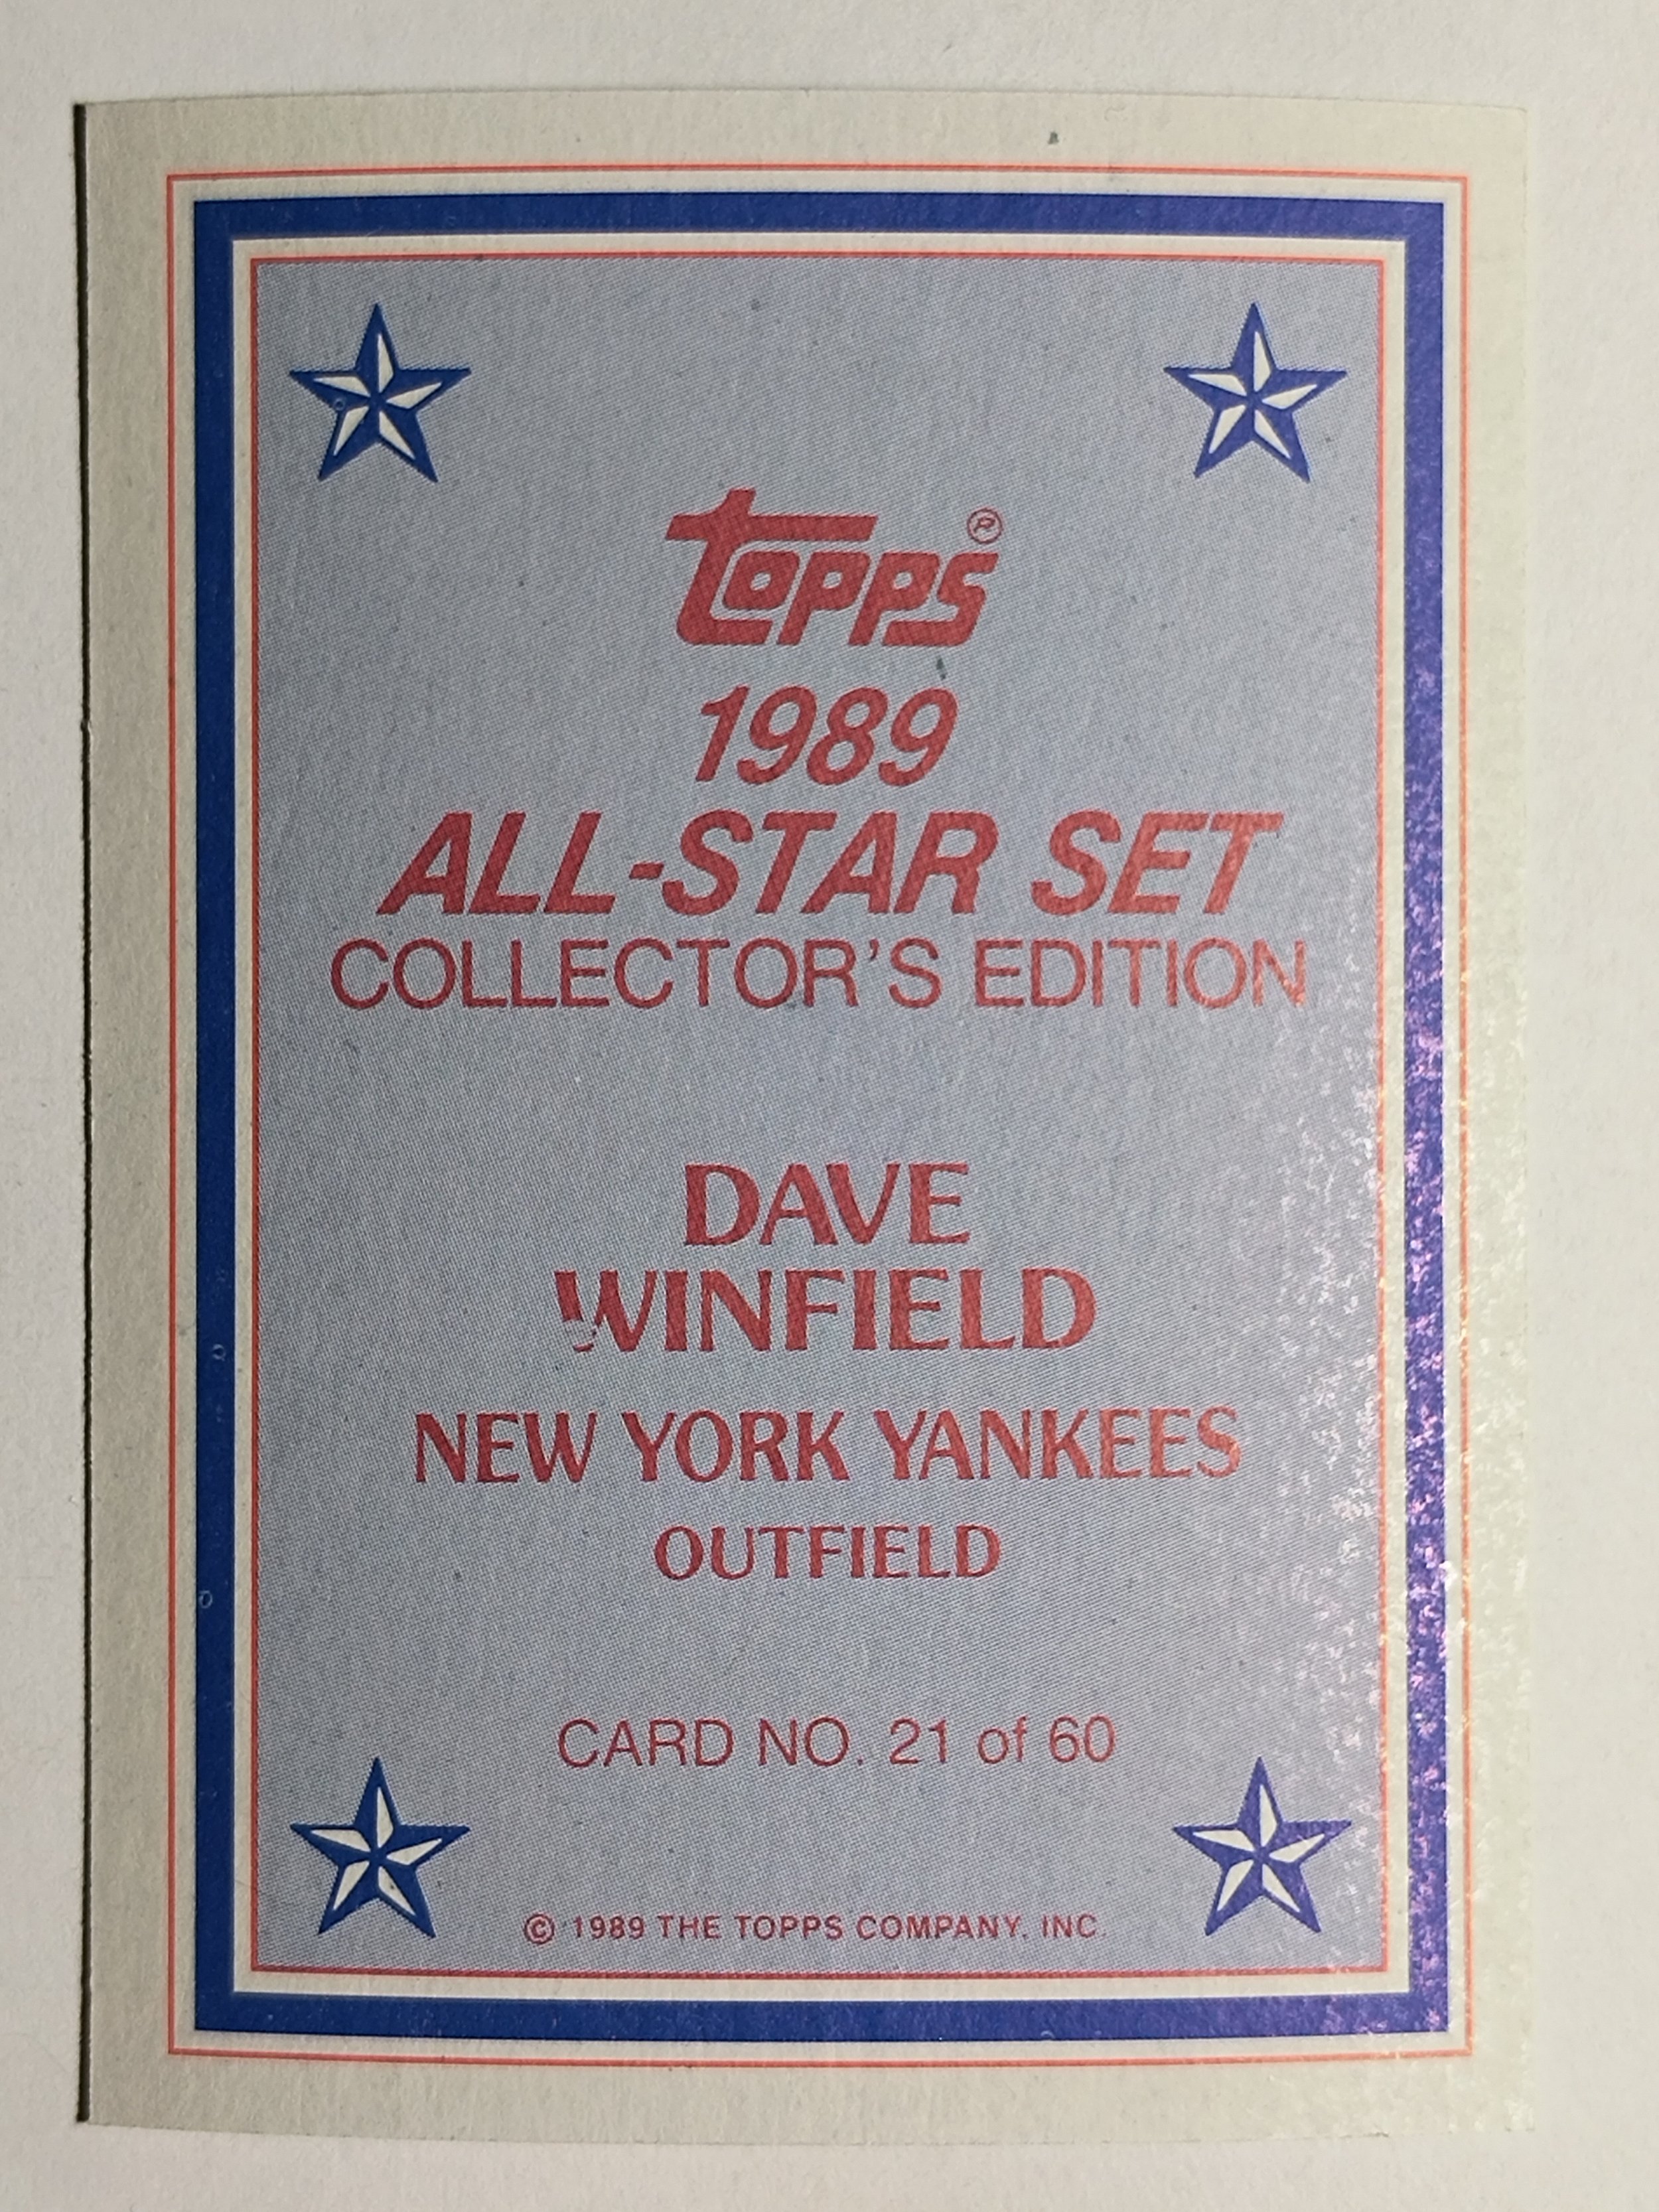 topps®
1989
ALL-STAR SET
COLLECTOR'S EDITION
DAVE
WINFIELD
NEW YORK YANKEES
OUTFIELD
CARD NO. 21 of 60
© 1989 THE TOPPS COMPANY, INC.